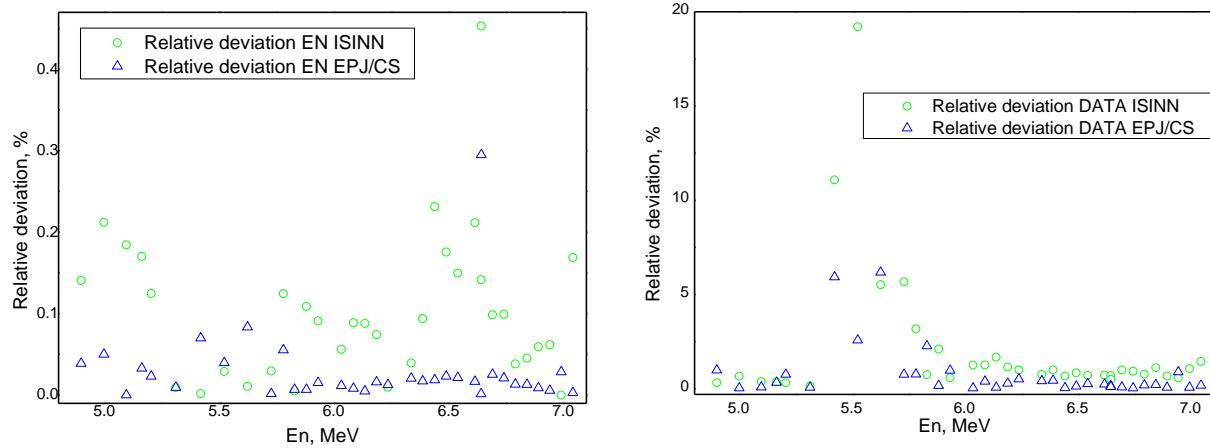 Relative deviation, %
0.4
0.3
0.2
0.1
0.0
Relative deviation EN ISINN
Relative deviation EN EPJ/CS
5.0 5.5 6.0 6.5 7.0
En, MeV
Relative deviation, %
20
15
10
5
0
Relative deviation DATA ISINN
Relative deviation DATA EPJ/CS
5.0 5.5 6.0 6.5 7.0
En, MeV